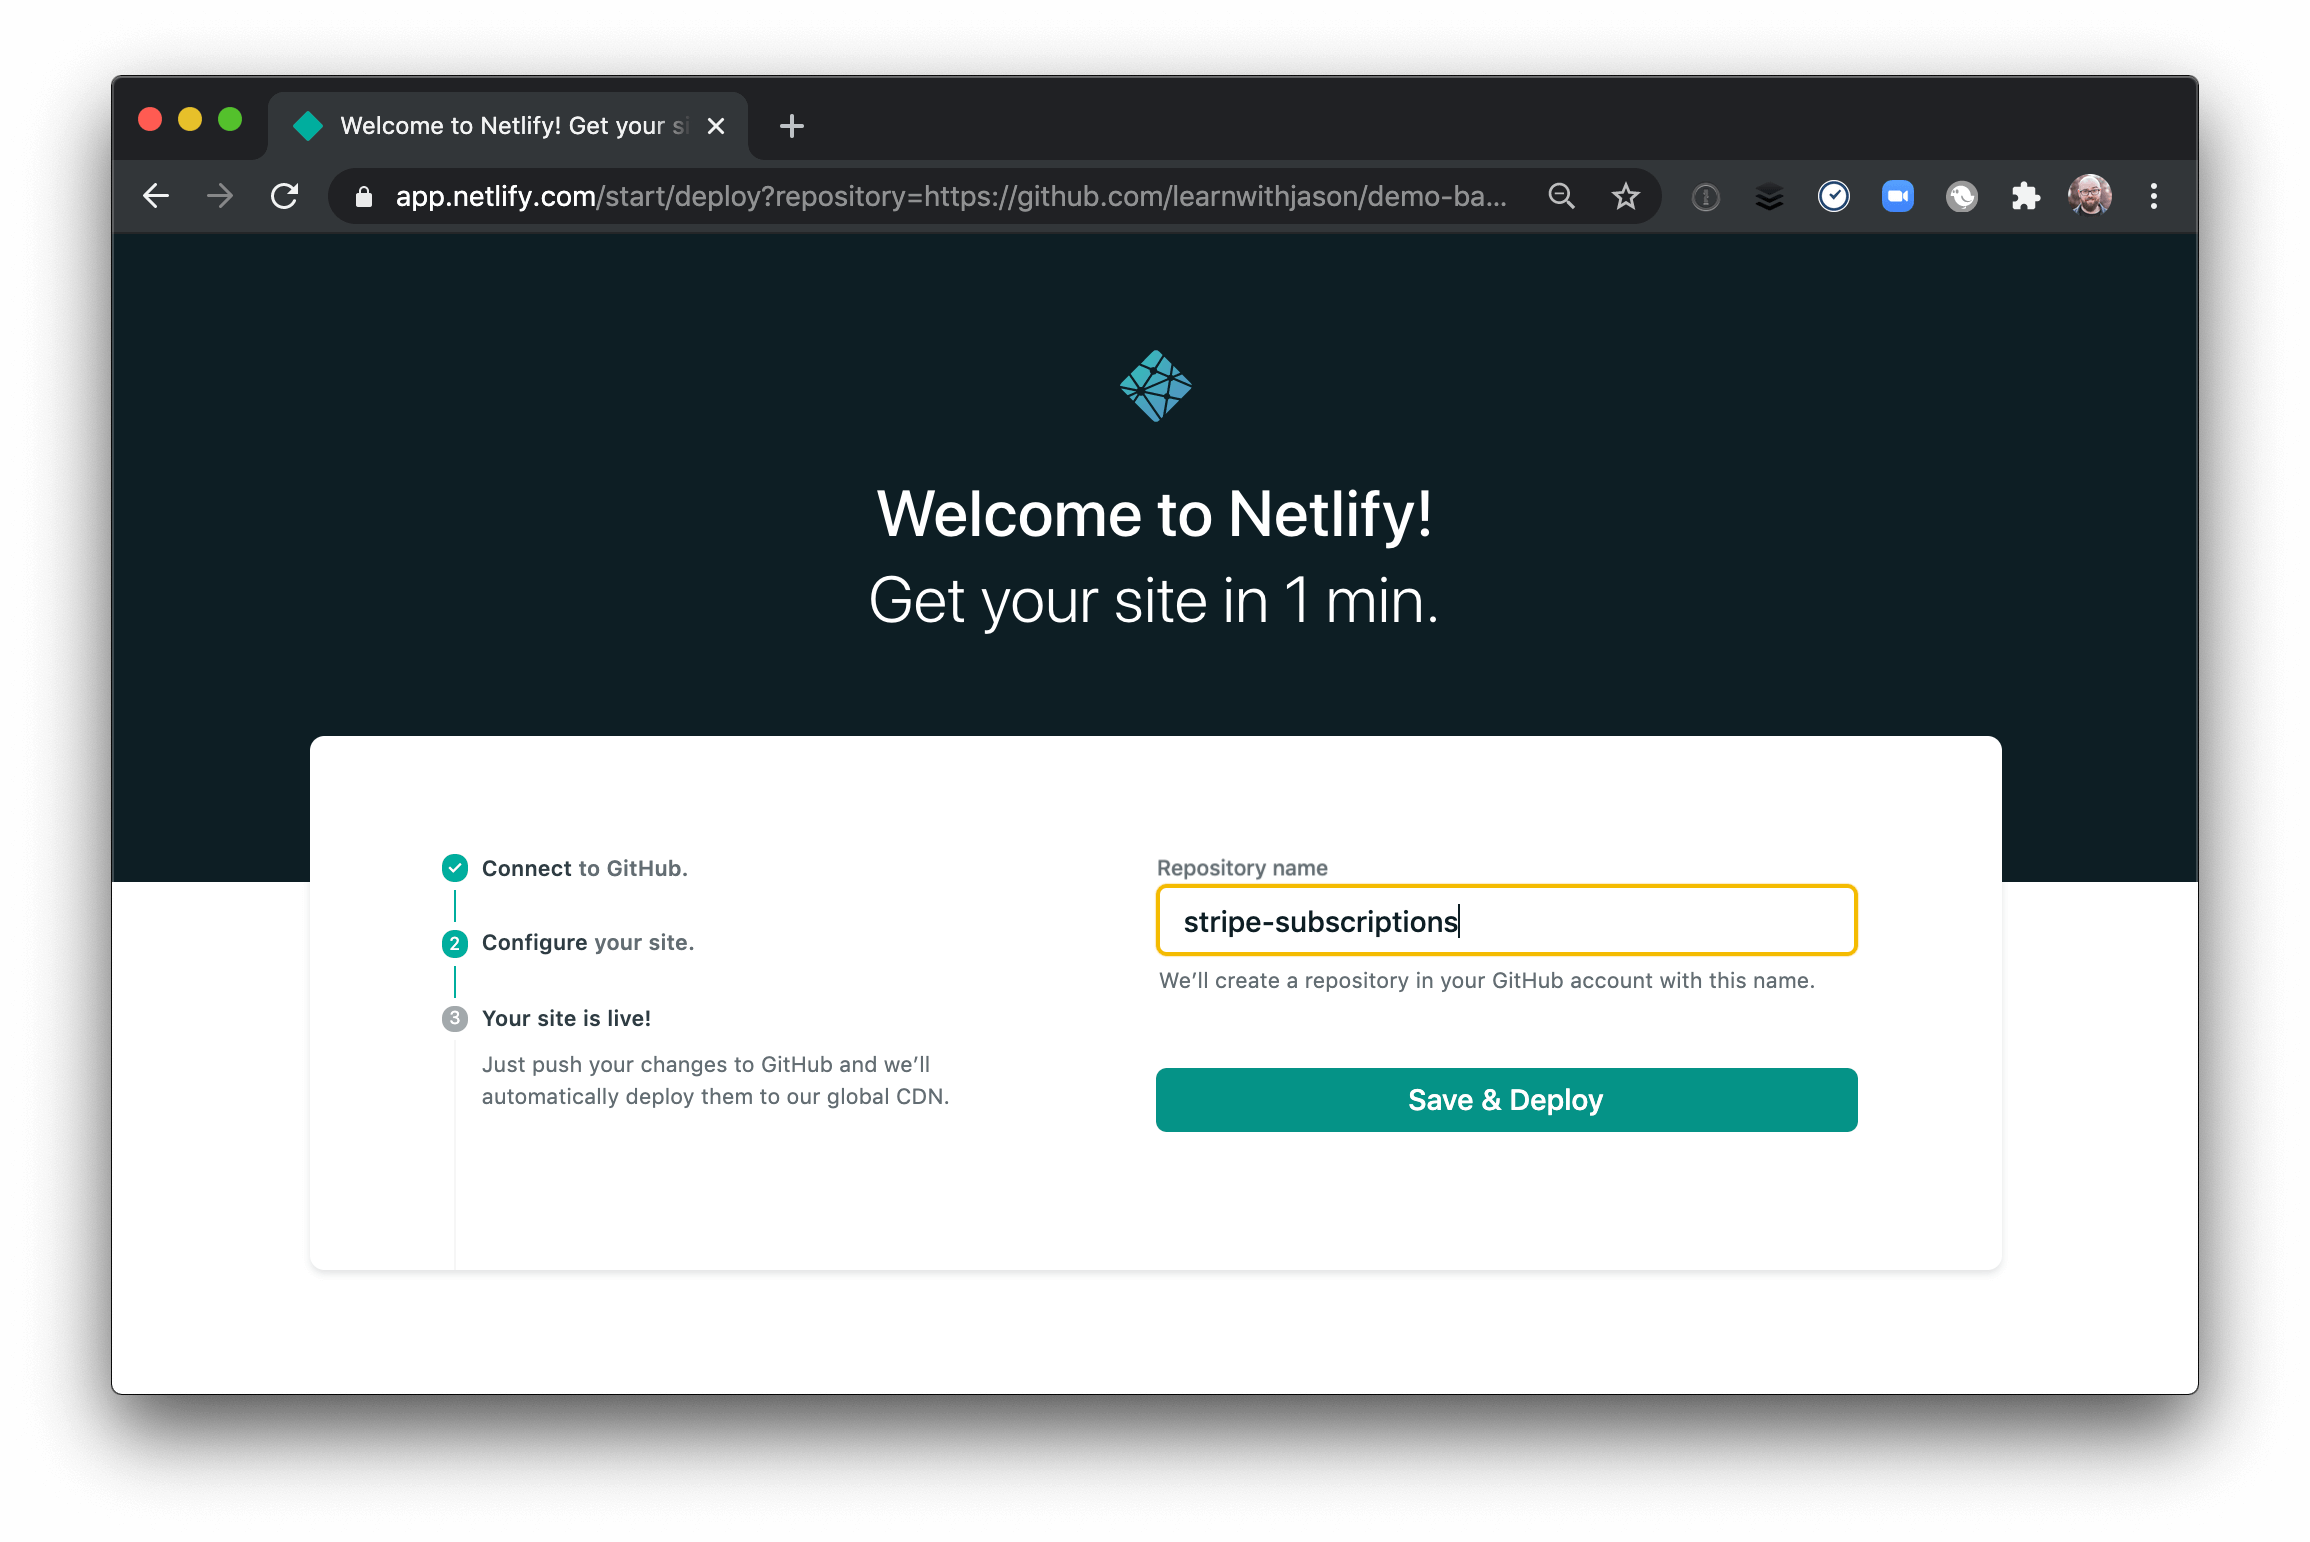 Welcome to Netlify! Get your si
app.netlify.com/start/deploy?repository=https://github.com/learnwithjason/demo-ba...
Welcome to Netlify!
Get your site in 1 min.
Connect to GitHub.
2 Configure your site.
3 Your site is live!
Just push your changes to GitHub and we’ll
automatically deploy them to our global CDN.
Repository name
stripe-subscriptions
We’ll create a repository in your GitHub account with this name.
Save & Deploy